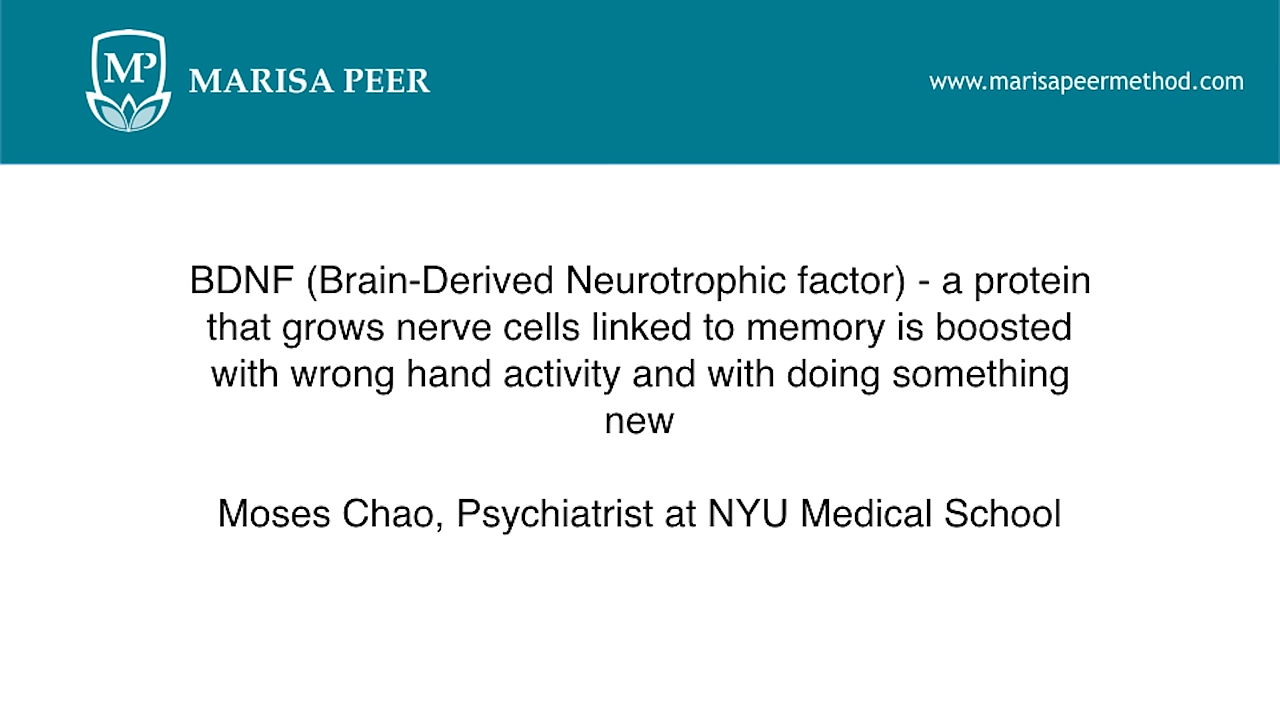 MP
MARISA PEER
www.marisapeermethod.com
BDNF (Brain-Derived Neurotrophic factor) - a protein
that grows nerve cells linked to memory is boosted
with wrong hand activity and with doing something
new
Moses Chao, Psychiatrist at NYU Medical School